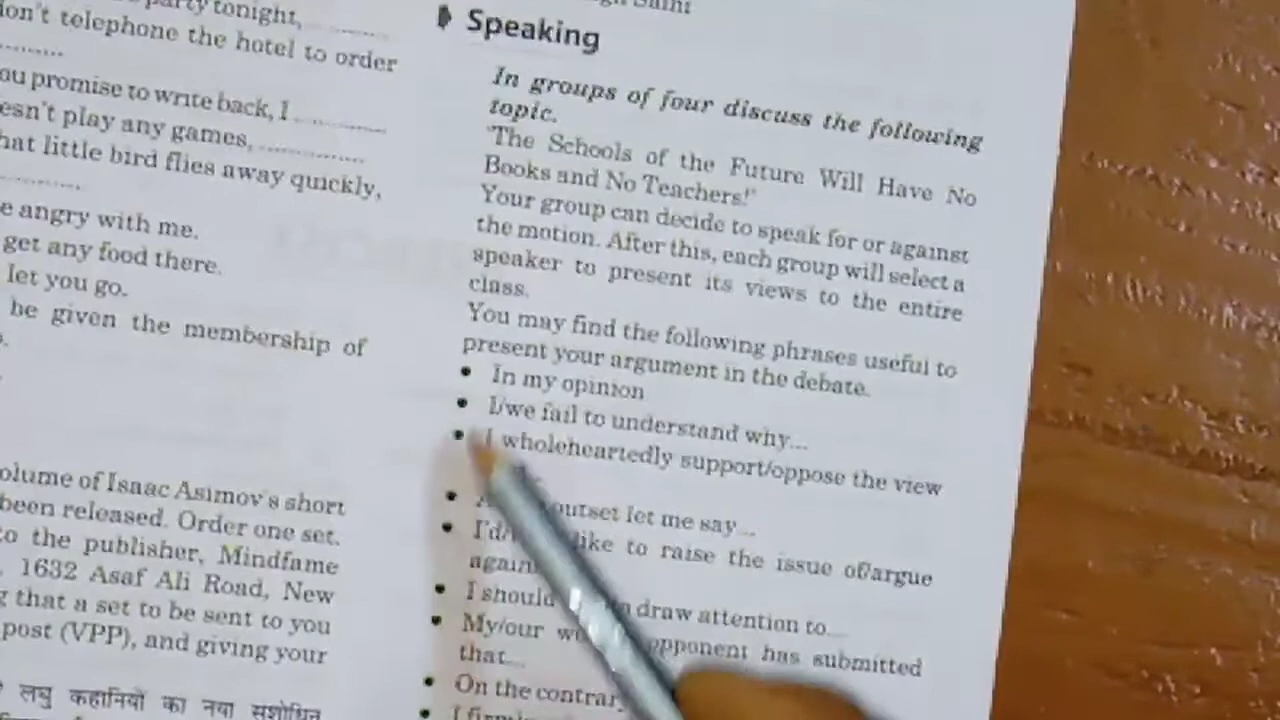 party tonight, ............
don't telephone the hotel to order
............
you promise to write back, I ............
doesn't play any games, ............
that little bird flies away quickly,
............
e angry with me.
get any food there.
let you go.
be given the membership of
olume of Isaac Asimov's short
been released. Order one set.
to the publisher, Mindfame
1632 Asaf Ali Road, New
g that a set to be sent to you
post (VPP), and giving your
लघु कहानियों का नया संशोधित
Saint
Speaking
In groups of four discuss the following
topic.
'The Schools of the Future Will Have No
Books and No Teachers!'
Your group can decide to speak for or against
the motion. After this, each group will select a
speaker to present its views to the entire
class.
You may find the following phrases useful to
present your argument in the debate.
• In my opinion
• I/we fail to understand why...
• I wholeheartedly support/oppose the view
• outset let me say...
• I'd like to raise the issue of/argue
again
• I should draw attention to...
• My/our opponent has submitted
that...
• On the contrar
•